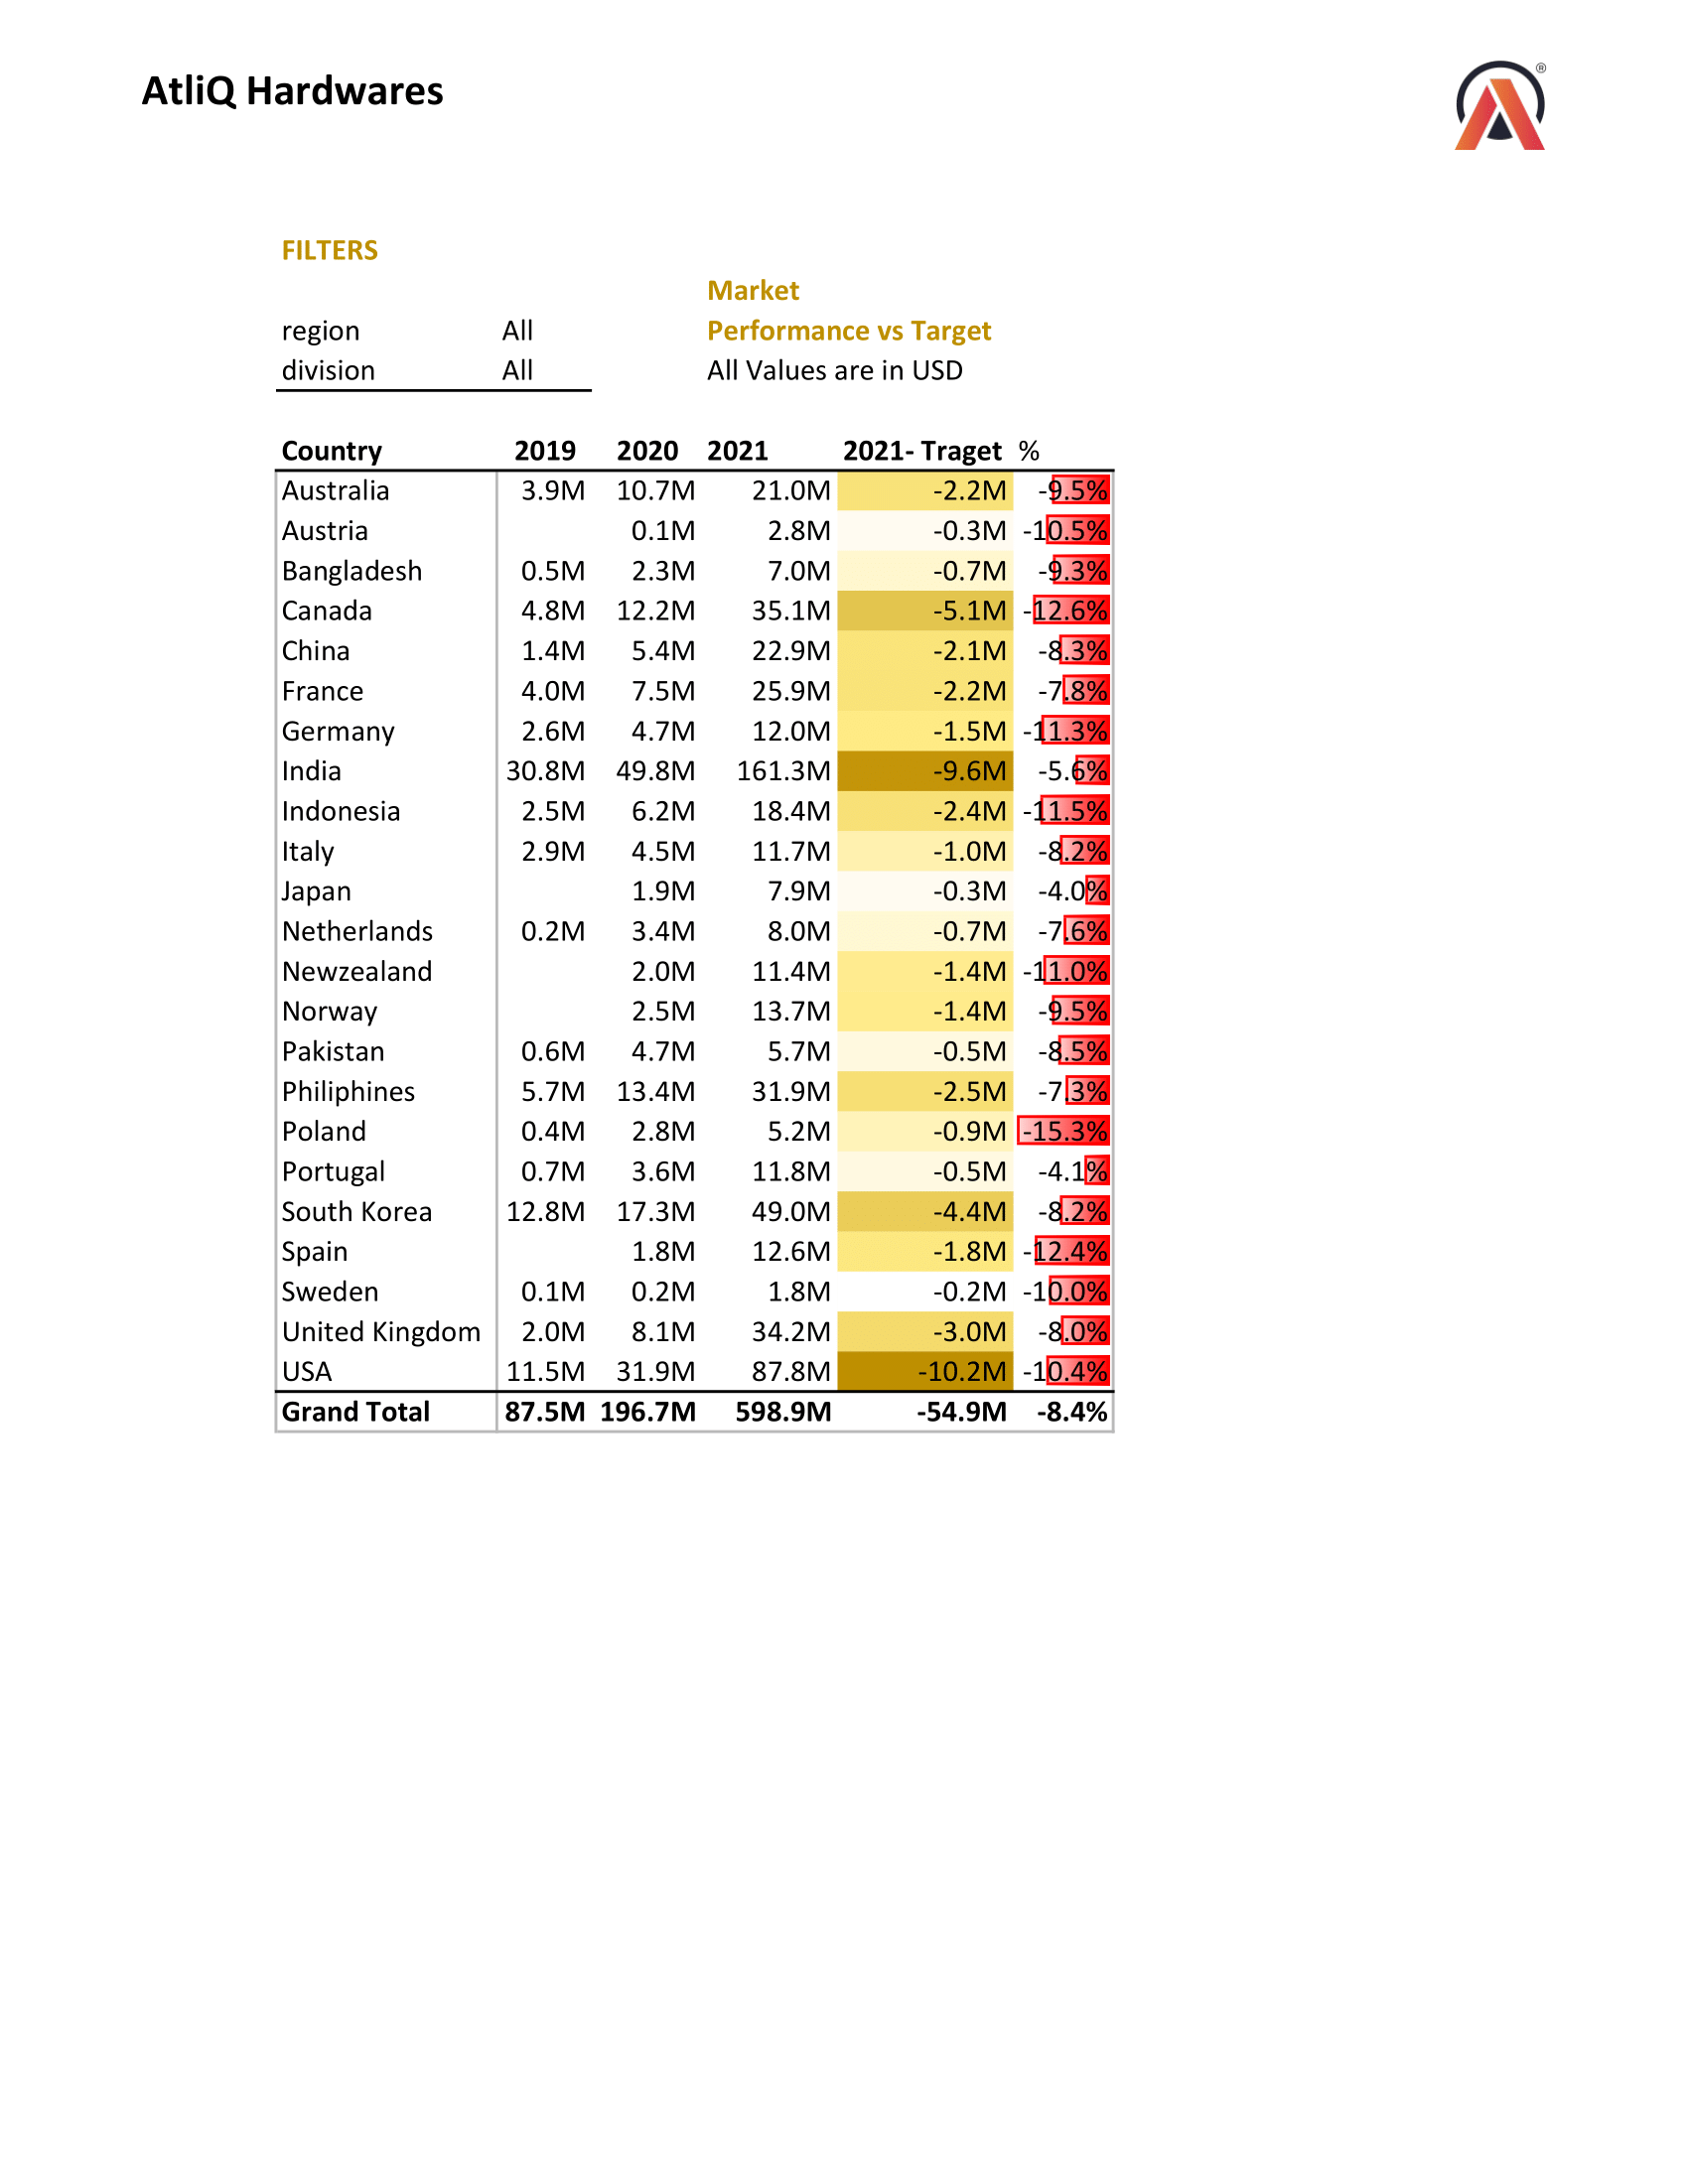 AtliQ Hardwares
®
FILTERS
Market
region All Performance vs Target
division All All Values are in USD
Country 2019 2020 2021 2021- Traget %
Australia 3.9M 10.7M 21.0M -2.2M -9.5%
Austria 0.1M 2.8M -0.3M -10.5%
Bangladesh 0.5M 2.3M 7.0M -0.7M -9.3%
Canada 4.8M 12.2M 35.1M -5.1M -12.6%
China 1.4M 5.4M 22.9M -2.1M -8.3%
France 4.0M 7.5M 25.9M -2.2M -7.8%
Germany 2.6M 4.7M 12.0M -1.5M -11.3%
India 30.8M 49.8M 161.3M -9.6M -5.6%
Indonesia 2.5M 6.2M 18.4M -2.4M -11.5%
Italy 2.9M 4.5M 11.7M -1.0M -8.2%
Japan 1.9M 7.9M -0.3M -4.0%
Netherlands 0.2M 3.4M 8.0M -0.7M -7.6%
Newzealand 2.0M 11.4M -1.4M -11.0%
Norway 2.5M 13.7M -1.4M -9.5%
Pakistan 0.6M 4.7M 5.7M -0.5M -8.5%
Philiphines 5.7M 13.4M 31.9M -2.5M -7.3%
Poland 0.4M 2.8M 5.2M -0.9M -15.3%
Portugal 0.7M 3.6M 11.8M -0.5M -4.1%
South Korea 12.8M 17.3M 49.0M -4.4M -8.2%
Spain 1.8M 12.6M -1.8M -12.4%
Sweden 0.1M 0.2M 1.8M -0.2M -10.0%
United Kingdom 2.0M 8.1M 34.2M -3.0M -8.0%
USA 11.5M 31.9M 87.8M -10.2M -10.4%
Grand Total 87.5M 196.7M 598.9M -54.9M -8.4%